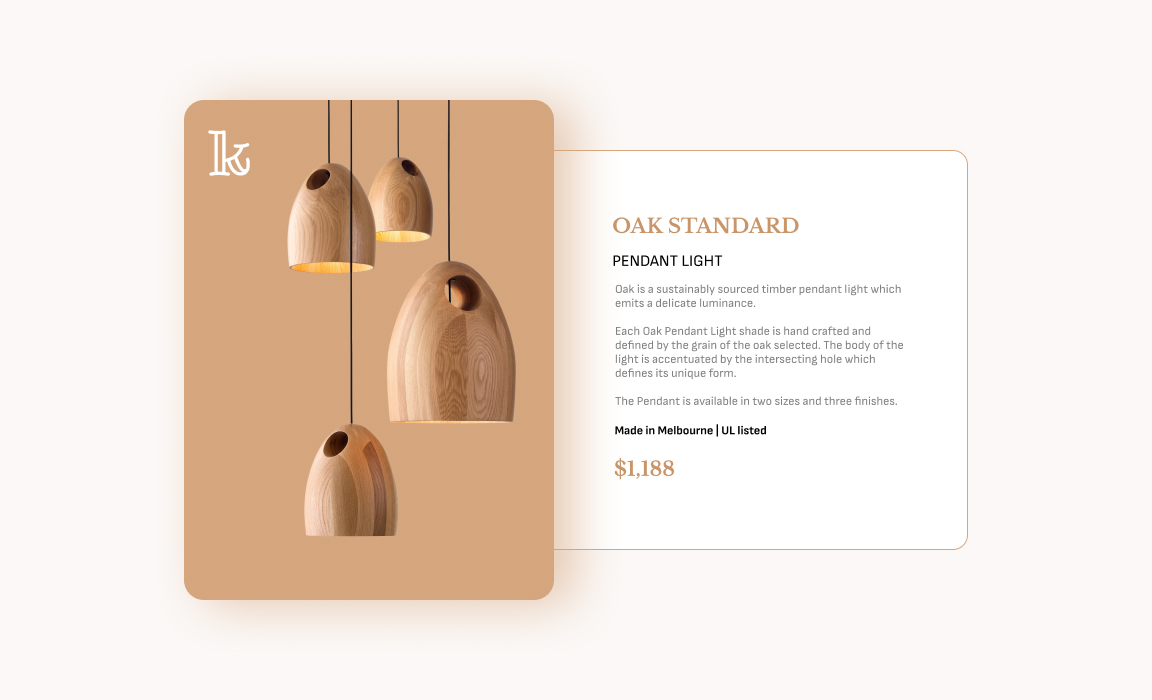 k
OAK STANDARD
PENDANT LIGHT
Oak is a sustainably sourced timber pendant light which
emits a delicate luminance.
Each Oak Pendant Light shade is hand crafted and
defined by the grain of the oak selected. The body of the
light is accentuated by the intersecting hole which
defines its unique form.
The Pendant is available in two sizes and three finishes.
Made in Melbourne | UL listed
$1,188